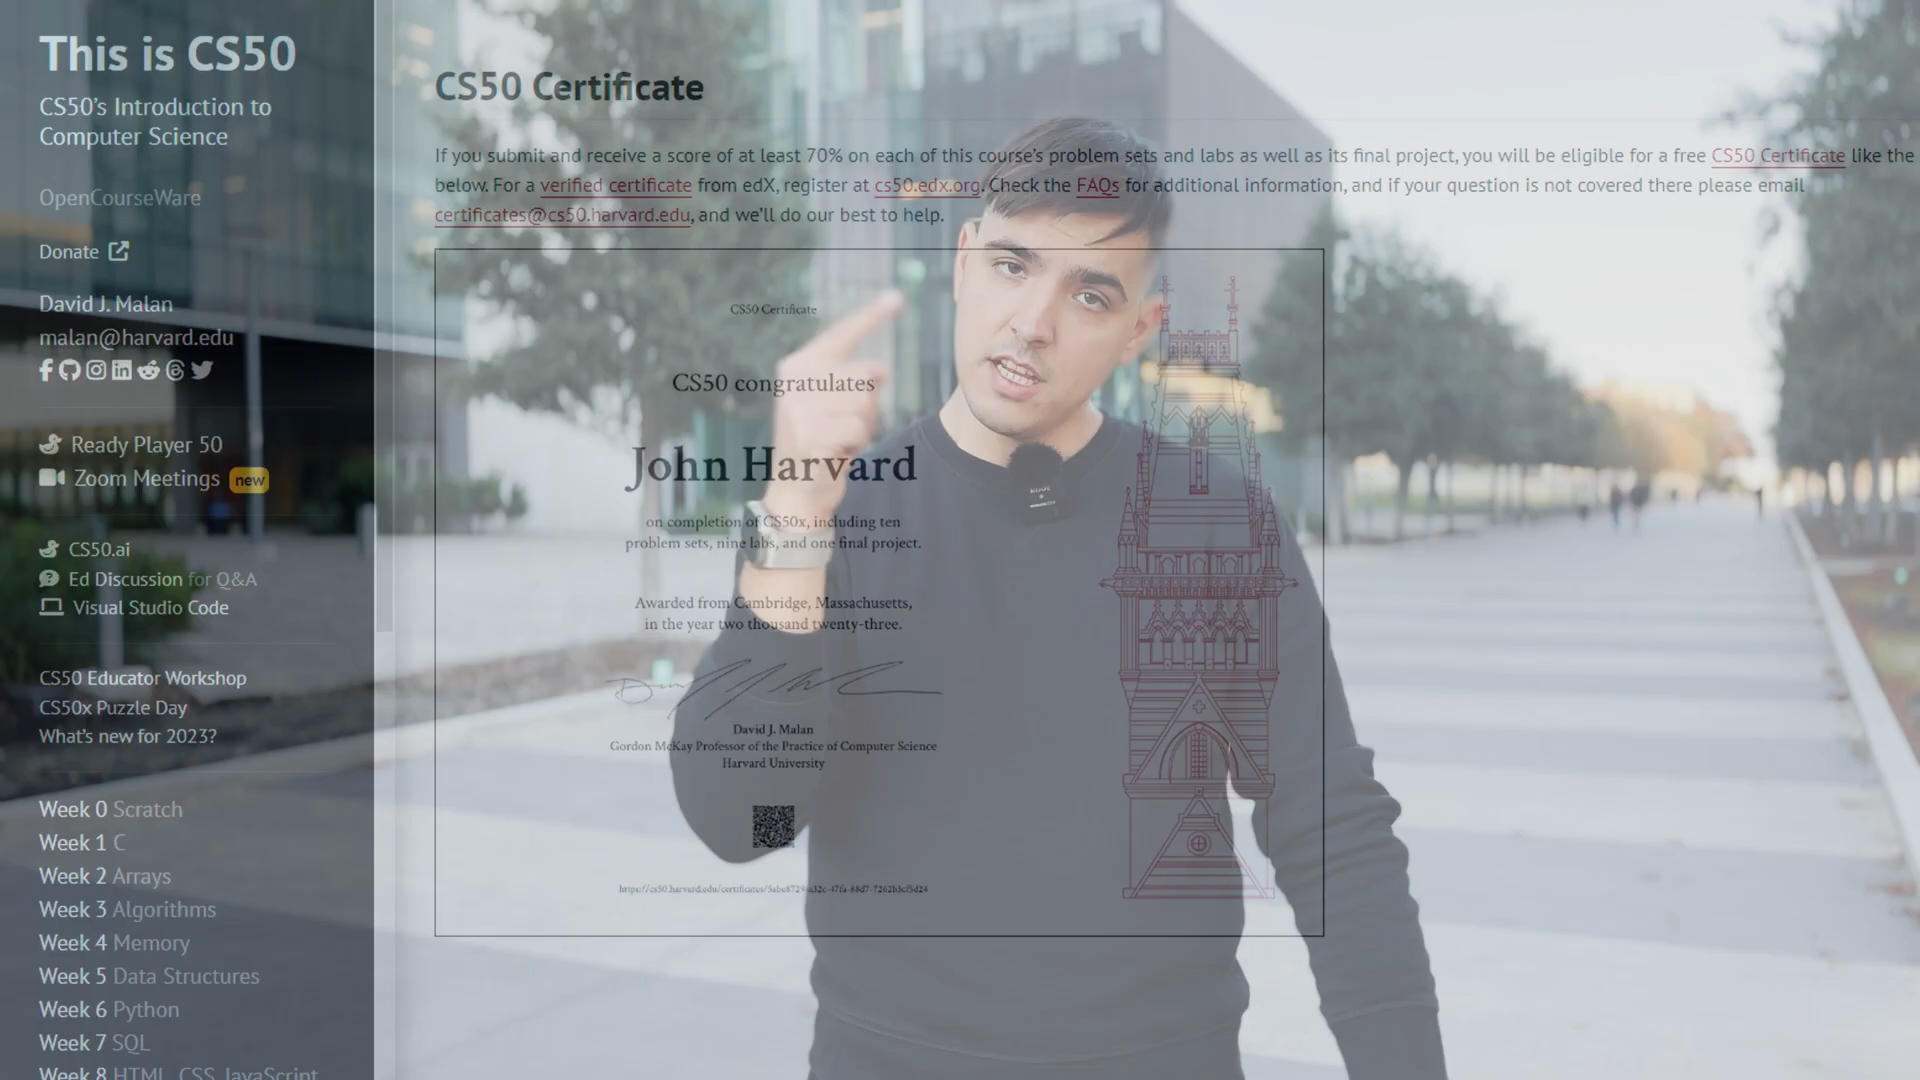 This is CS50
CS50's Introduction to
Computer Science
OpenCourseWare
Donate
David J. Malan
malan@harvard.edu
Ready Player 50
Zoom Meetings new
CS50.ai
Ed Discussion for Q&A
Visual Studio Code
CS50 Educator Workshop
CS50x Puzzle Day
What's new for 2023?
Week 0 Scratch
Week 1 C
Week 2 Arrays
Week 3 Algorithms
Week 4 Memory
Week 5 Data Structures
Week 6 Python
Week 7 SQL
Week 8 HTML, CSS, JavaScript
CS50 Certificate
If you submit and receive a score of at least 70% on each of this course's problem sets and labs as well as its final project, you will be eligible for a free CS50 Certificate like the
below. For a verified certificate from edX, register at cs50.edx.org. Check the FAQs for additional information, and if your question is not covered there please email
certificates@cs50.harvard.edu, and we'll do our best to help.
CS50 Certificate
CS50 congratulates
John Harvard
on completion of CS50x, including ten
problem sets, nine labs, and one final project.
Awarded from Cambridge, Massachusetts,
in the year two thousand twenty-three.
David J. Malan
Gordon McKay Professor of the Practice of Computer Science
Harvard University